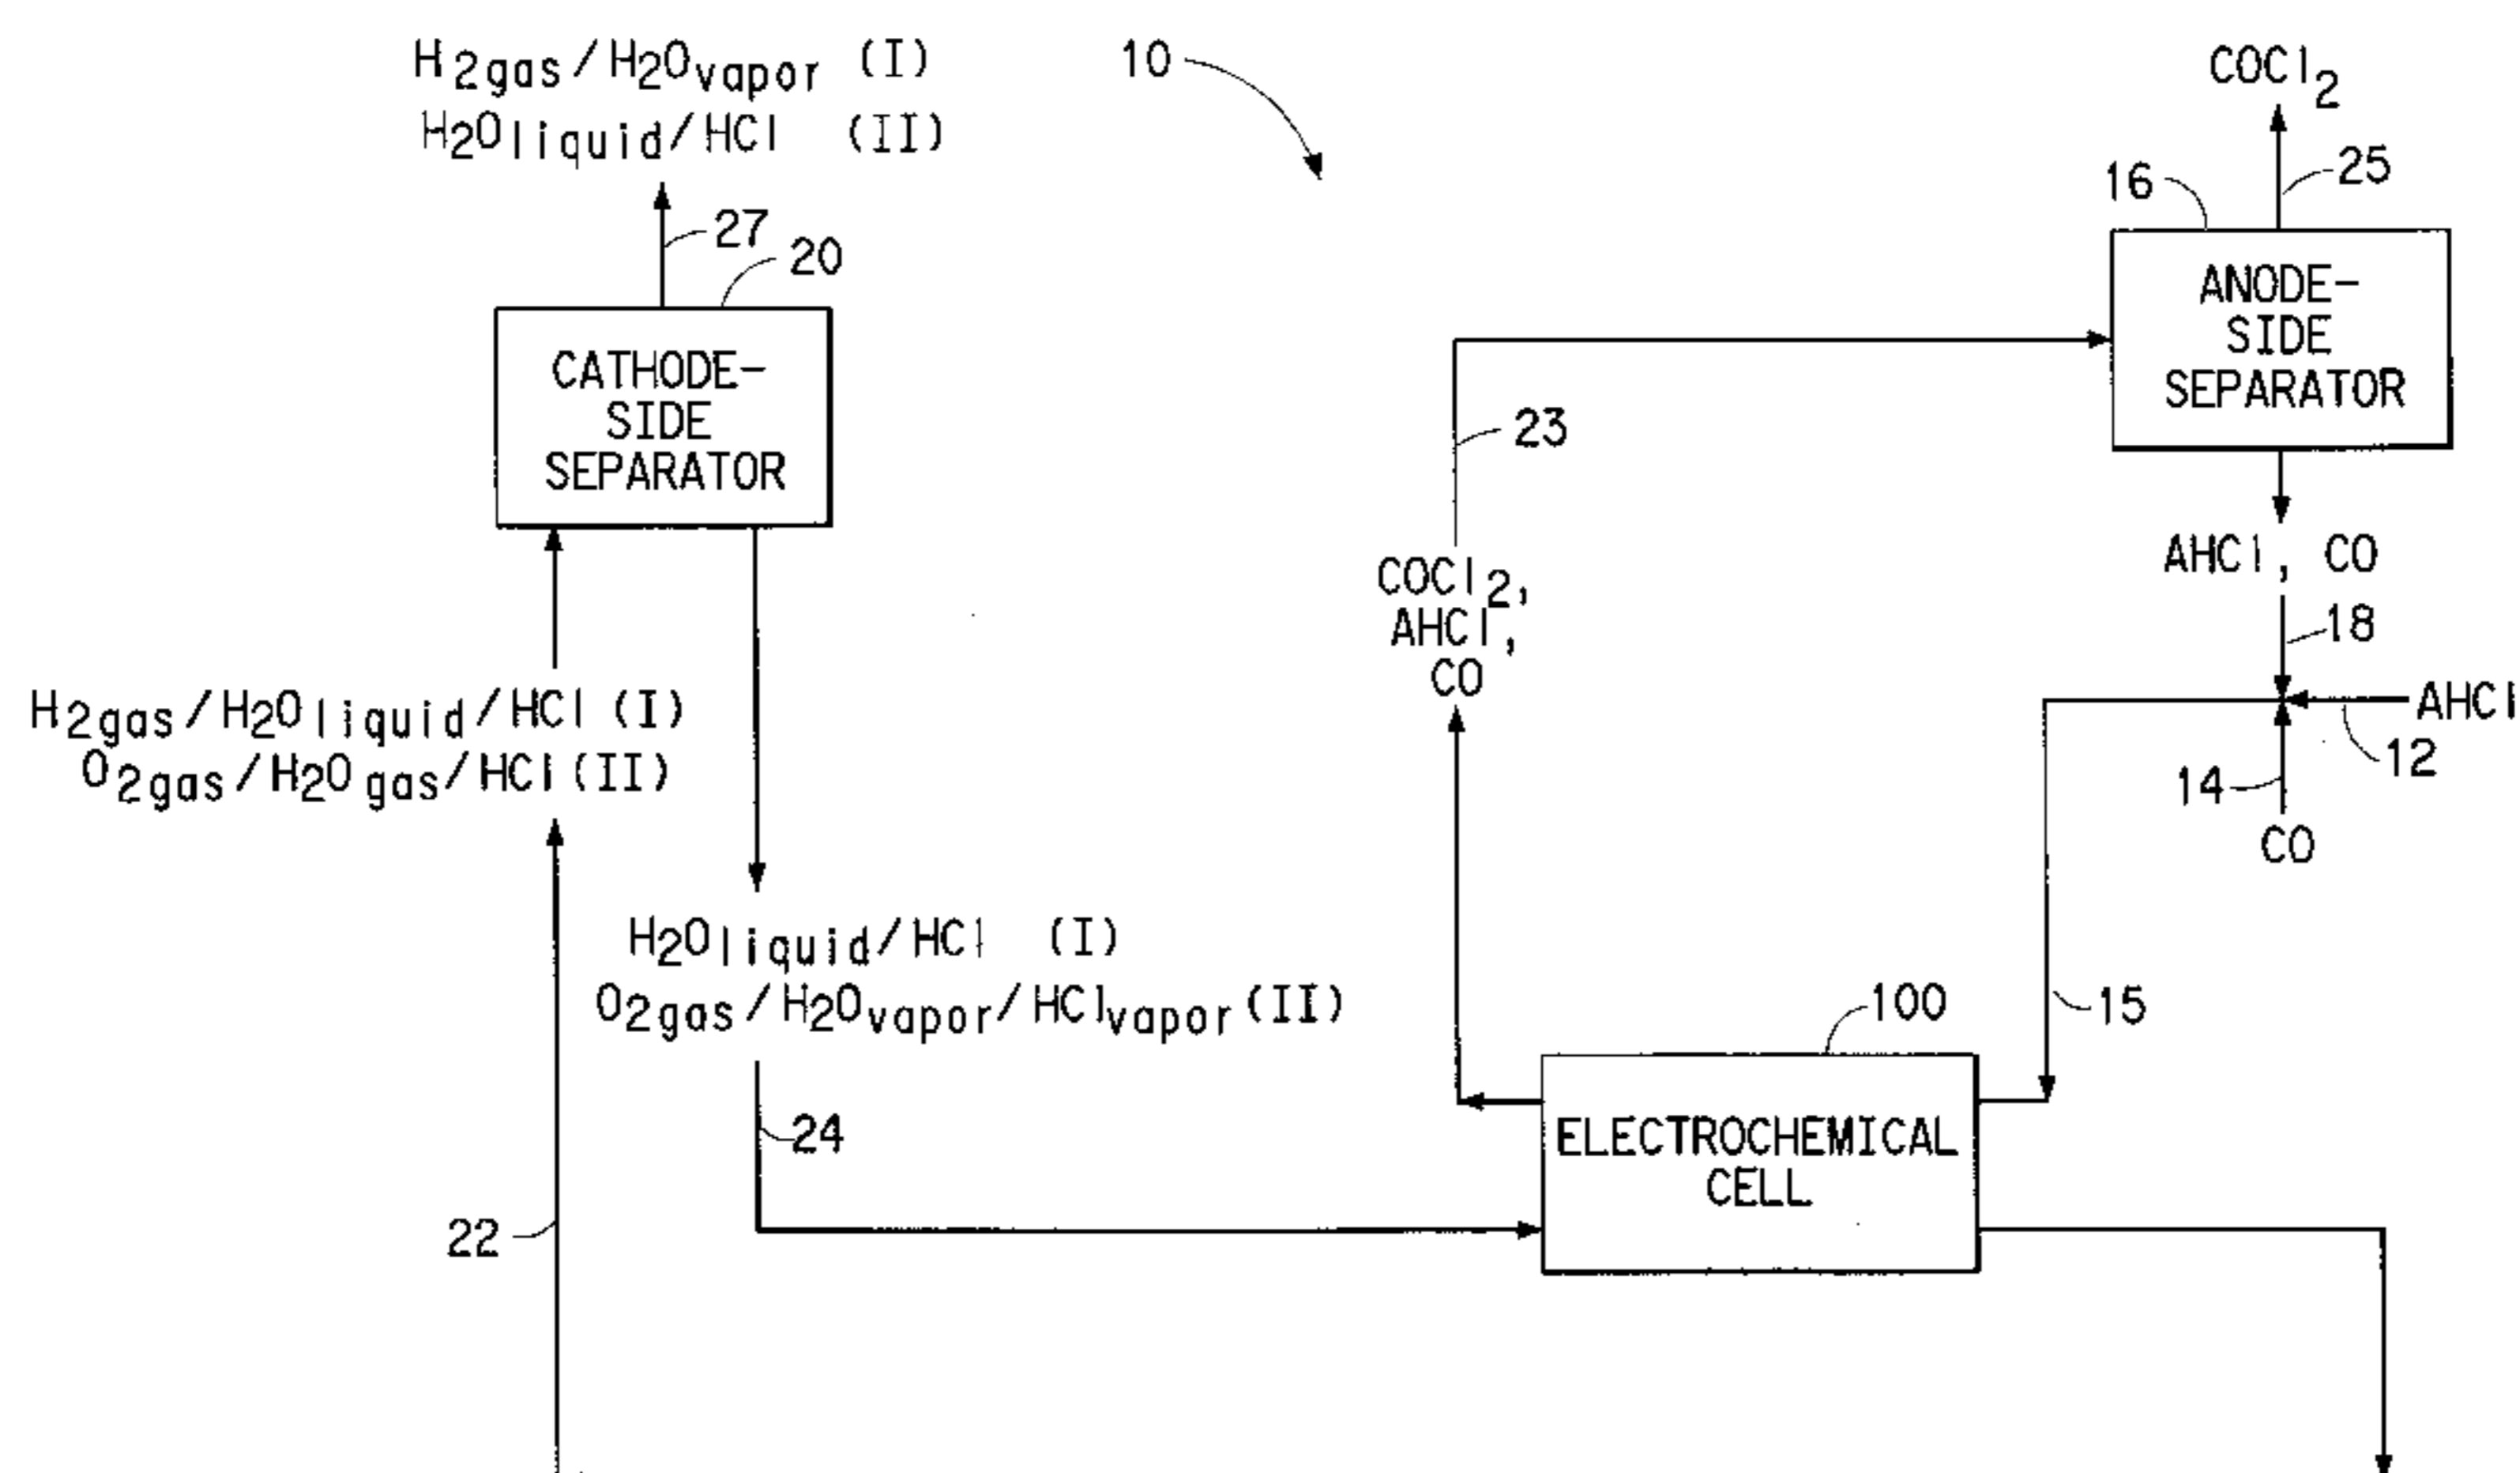 H2gas/H2Ovapor (I)
H2Oliquid/HCl (II)
27
20
CATHODE-
SIDE
SEPARATOR
10
COCl2
25
16
ANODE-
SIDE
SEPARATOR
23
COCl2,
AHCl,
CO
AHCl, CO
18
AHCl
12
14
CO
H2gas/H2Oliquid/HCl (I)
O2gas/H2Ogas/HCl(II)
H2Oliquid/HCl (I)
O2gas/H2Ovapor/HClvapor(II)
24
22
100
15
ELECTROCHEMICAL
CELL